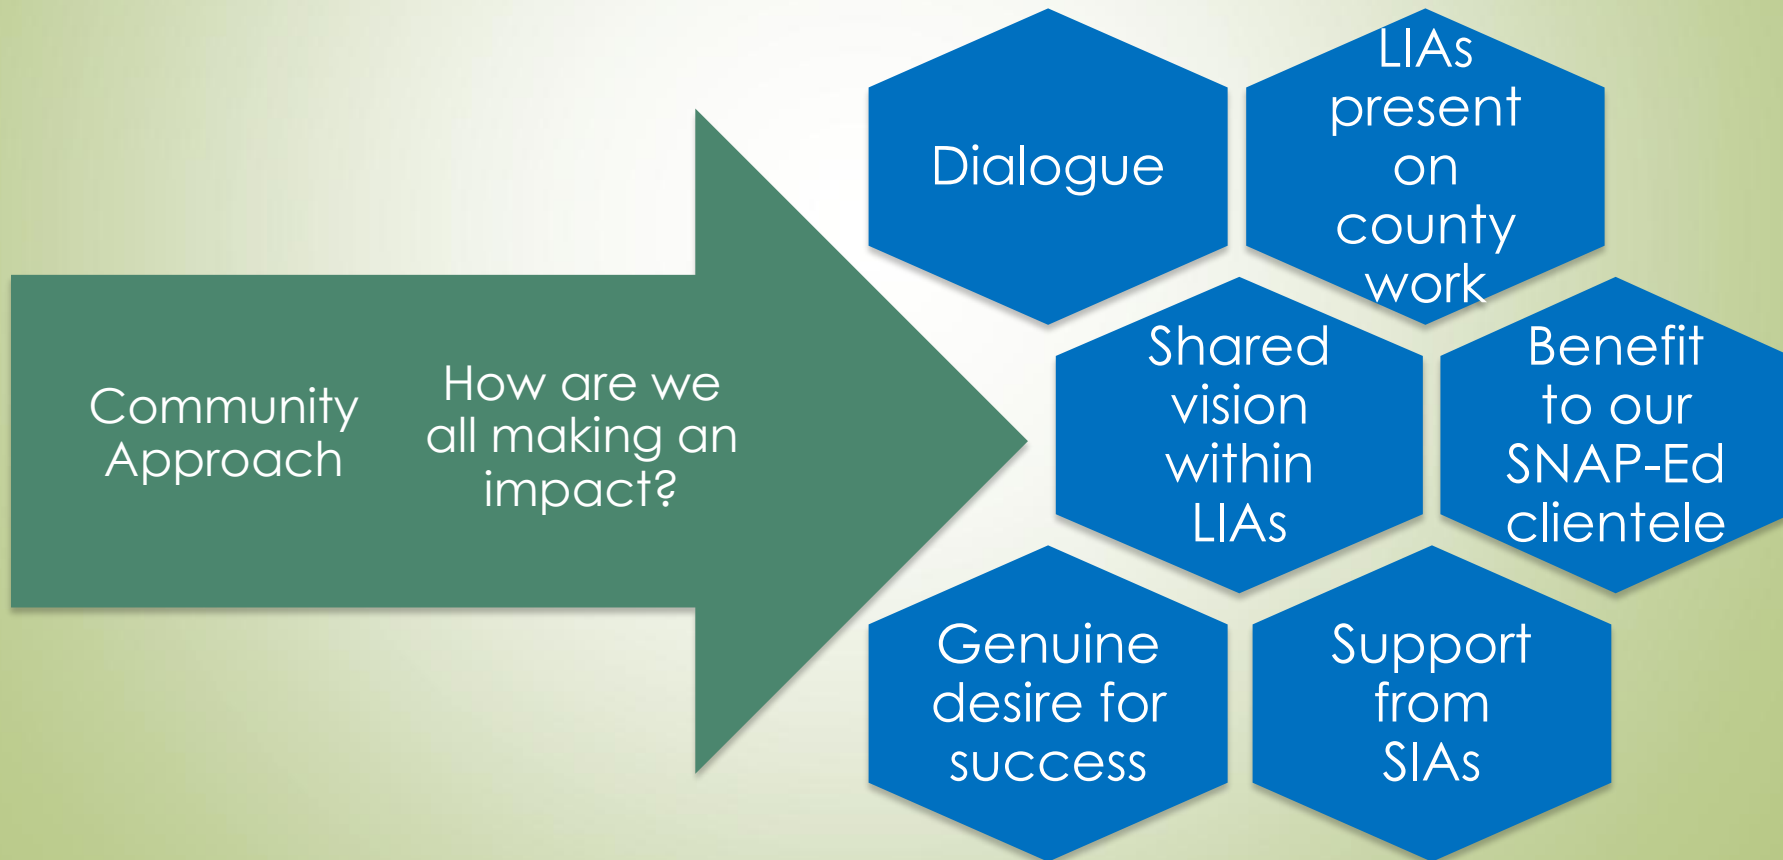 Community
Approach
How are we
all making an
impact?
Dialogue
LIAs
present
on
county
work
Shared
vision
within
LIAs
Benefit
to our
SNAP-Ed
clientele
Genuine
desire for
success
Support
from
SIAs